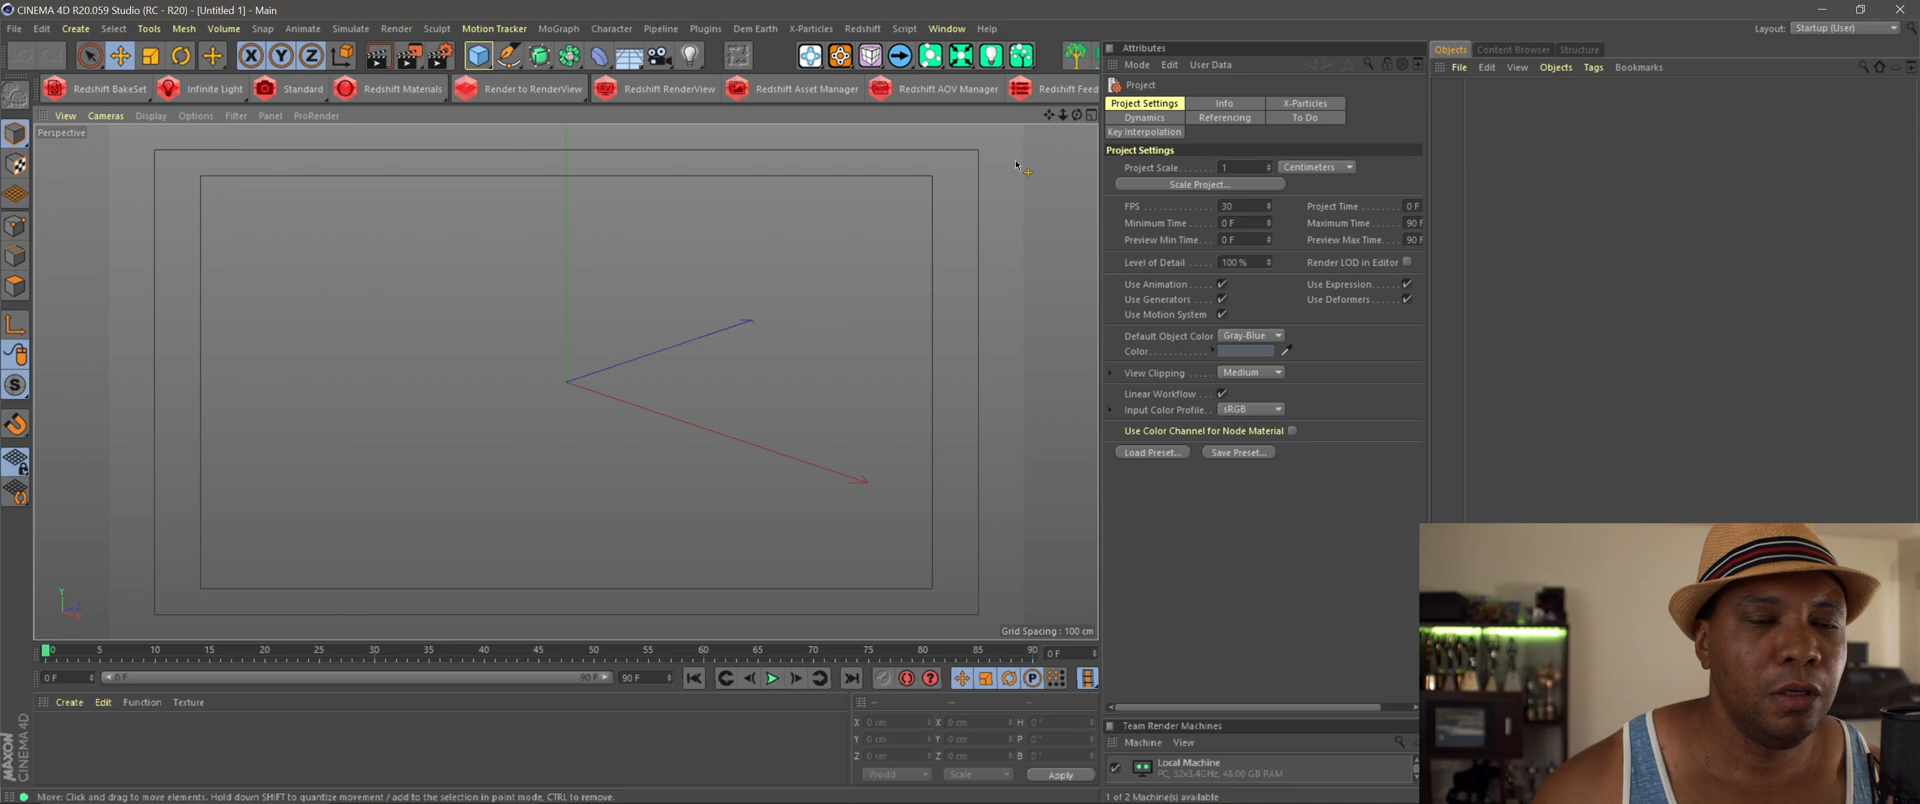 CINEMA 4D R20.059 Studio (RC - R20) - [Untitled 1] - Main
File Edit Create Select Tools Mesh Volume Snap Animate Simulate Render Sculpt Motion Tracker MoGraph Character Pipeline Plugins Dem Earth X-Particles Redshift Script Window Help
Layout: Startup (User)
X Y Z
Redshift BakeSet Infinite Light Standard Redshift Materials Render to RenderView Redshift RenderView Redshift Asset Manager Redshift AOV Manager Redshift Feed
View Cameras Display Options Filter Panel ProRender
Perspective
Y
Z
X
Grid Spacing : 100 cm
0 5 10 15 20 25 30 35 40 45 50 55 60 65 70 75 80 85 90 0 F
0 F 0 F 90 F 90 F
Create Edit Function Texture
-- -- --
X 0 cm X 0 cm H 0 °
Y 0 cm Y 0 cm P 0 °
Z 0 cm Z 0 cm B 0 °
World Scale Apply
MAXON
CINEMA 4D
Move: Click and drag to move elements. Hold down SHIFT to quantize movement / add to the selection in point mode, CTRL to remove.
Attributes
Mode Edit User Data
Project
Project Settings Info X-Particles
Dynamics Referencing To Do
Key Interpolation
Project Settings
Project Scale 1 Centimeters
Scale Project...
FPS 30 Project Time 0 F
Minimum Time 0 F Maximum Time 90 F
Preview Min Time 0 F Preview Max Time 90 F
Level of Detail 100 % Render LOD in Editor
Use Animation Use Expression
Use Generators Use Deformers
Use Motion System
Default Object Color Gray-Blue
Color
View Clipping Medium
Linear Workflow
Input Color Profile sRGB
Use Color Channel for Node Material
Load Preset... Save Preset...
Team Render Machines
Machine View
Local Machine
PC, 32x3.4GHz, 48.00 GB RAM
1 of 2 Machine(s) available
Objects Content Browser Structure
File Edit View Objects Tags Bookmarks